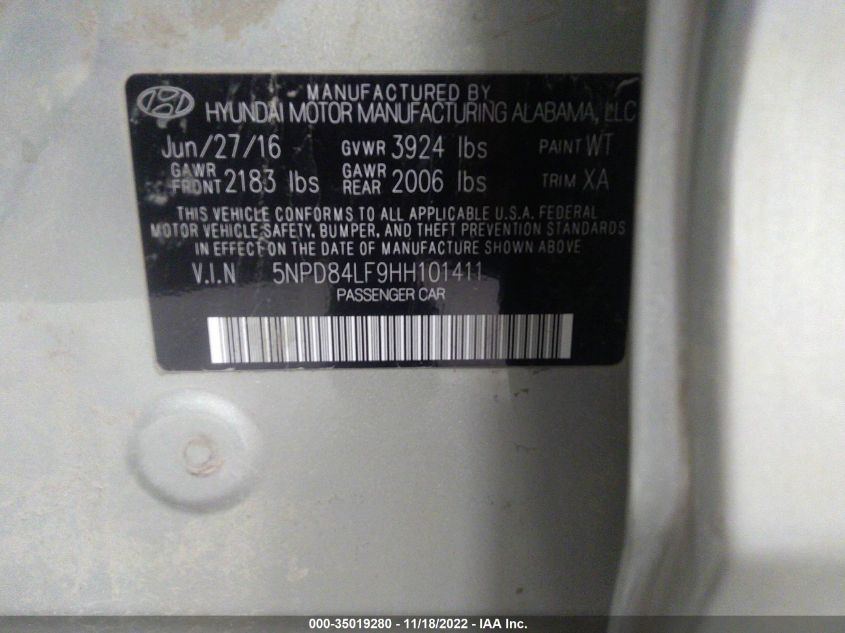 MANUFACTURED BY
HYUNDAI MOTOR MANUFACTURING ALABAMA, LLC
Jun/27/16 GVWR 3924 lbs PAINT WT
GAWR FRONT 2183 lbs GAWR REAR 2006 lbs TRIM XA
THIS VEHICLE CONFORMS TO ALL APPLICABLE U.S.A. FEDERAL
MOTOR VEHICLE SAFETY, BUMPER, AND THEFT PREVENTION STANDARDS
IN EFFECT ON THE DATE OF MANUFACTURE SHOWN ABOVE
V.I.N 5NPD84LF9HH101411
PASSENGER CAR
000-35019280 - 11/18/2022 - IAA Inc.